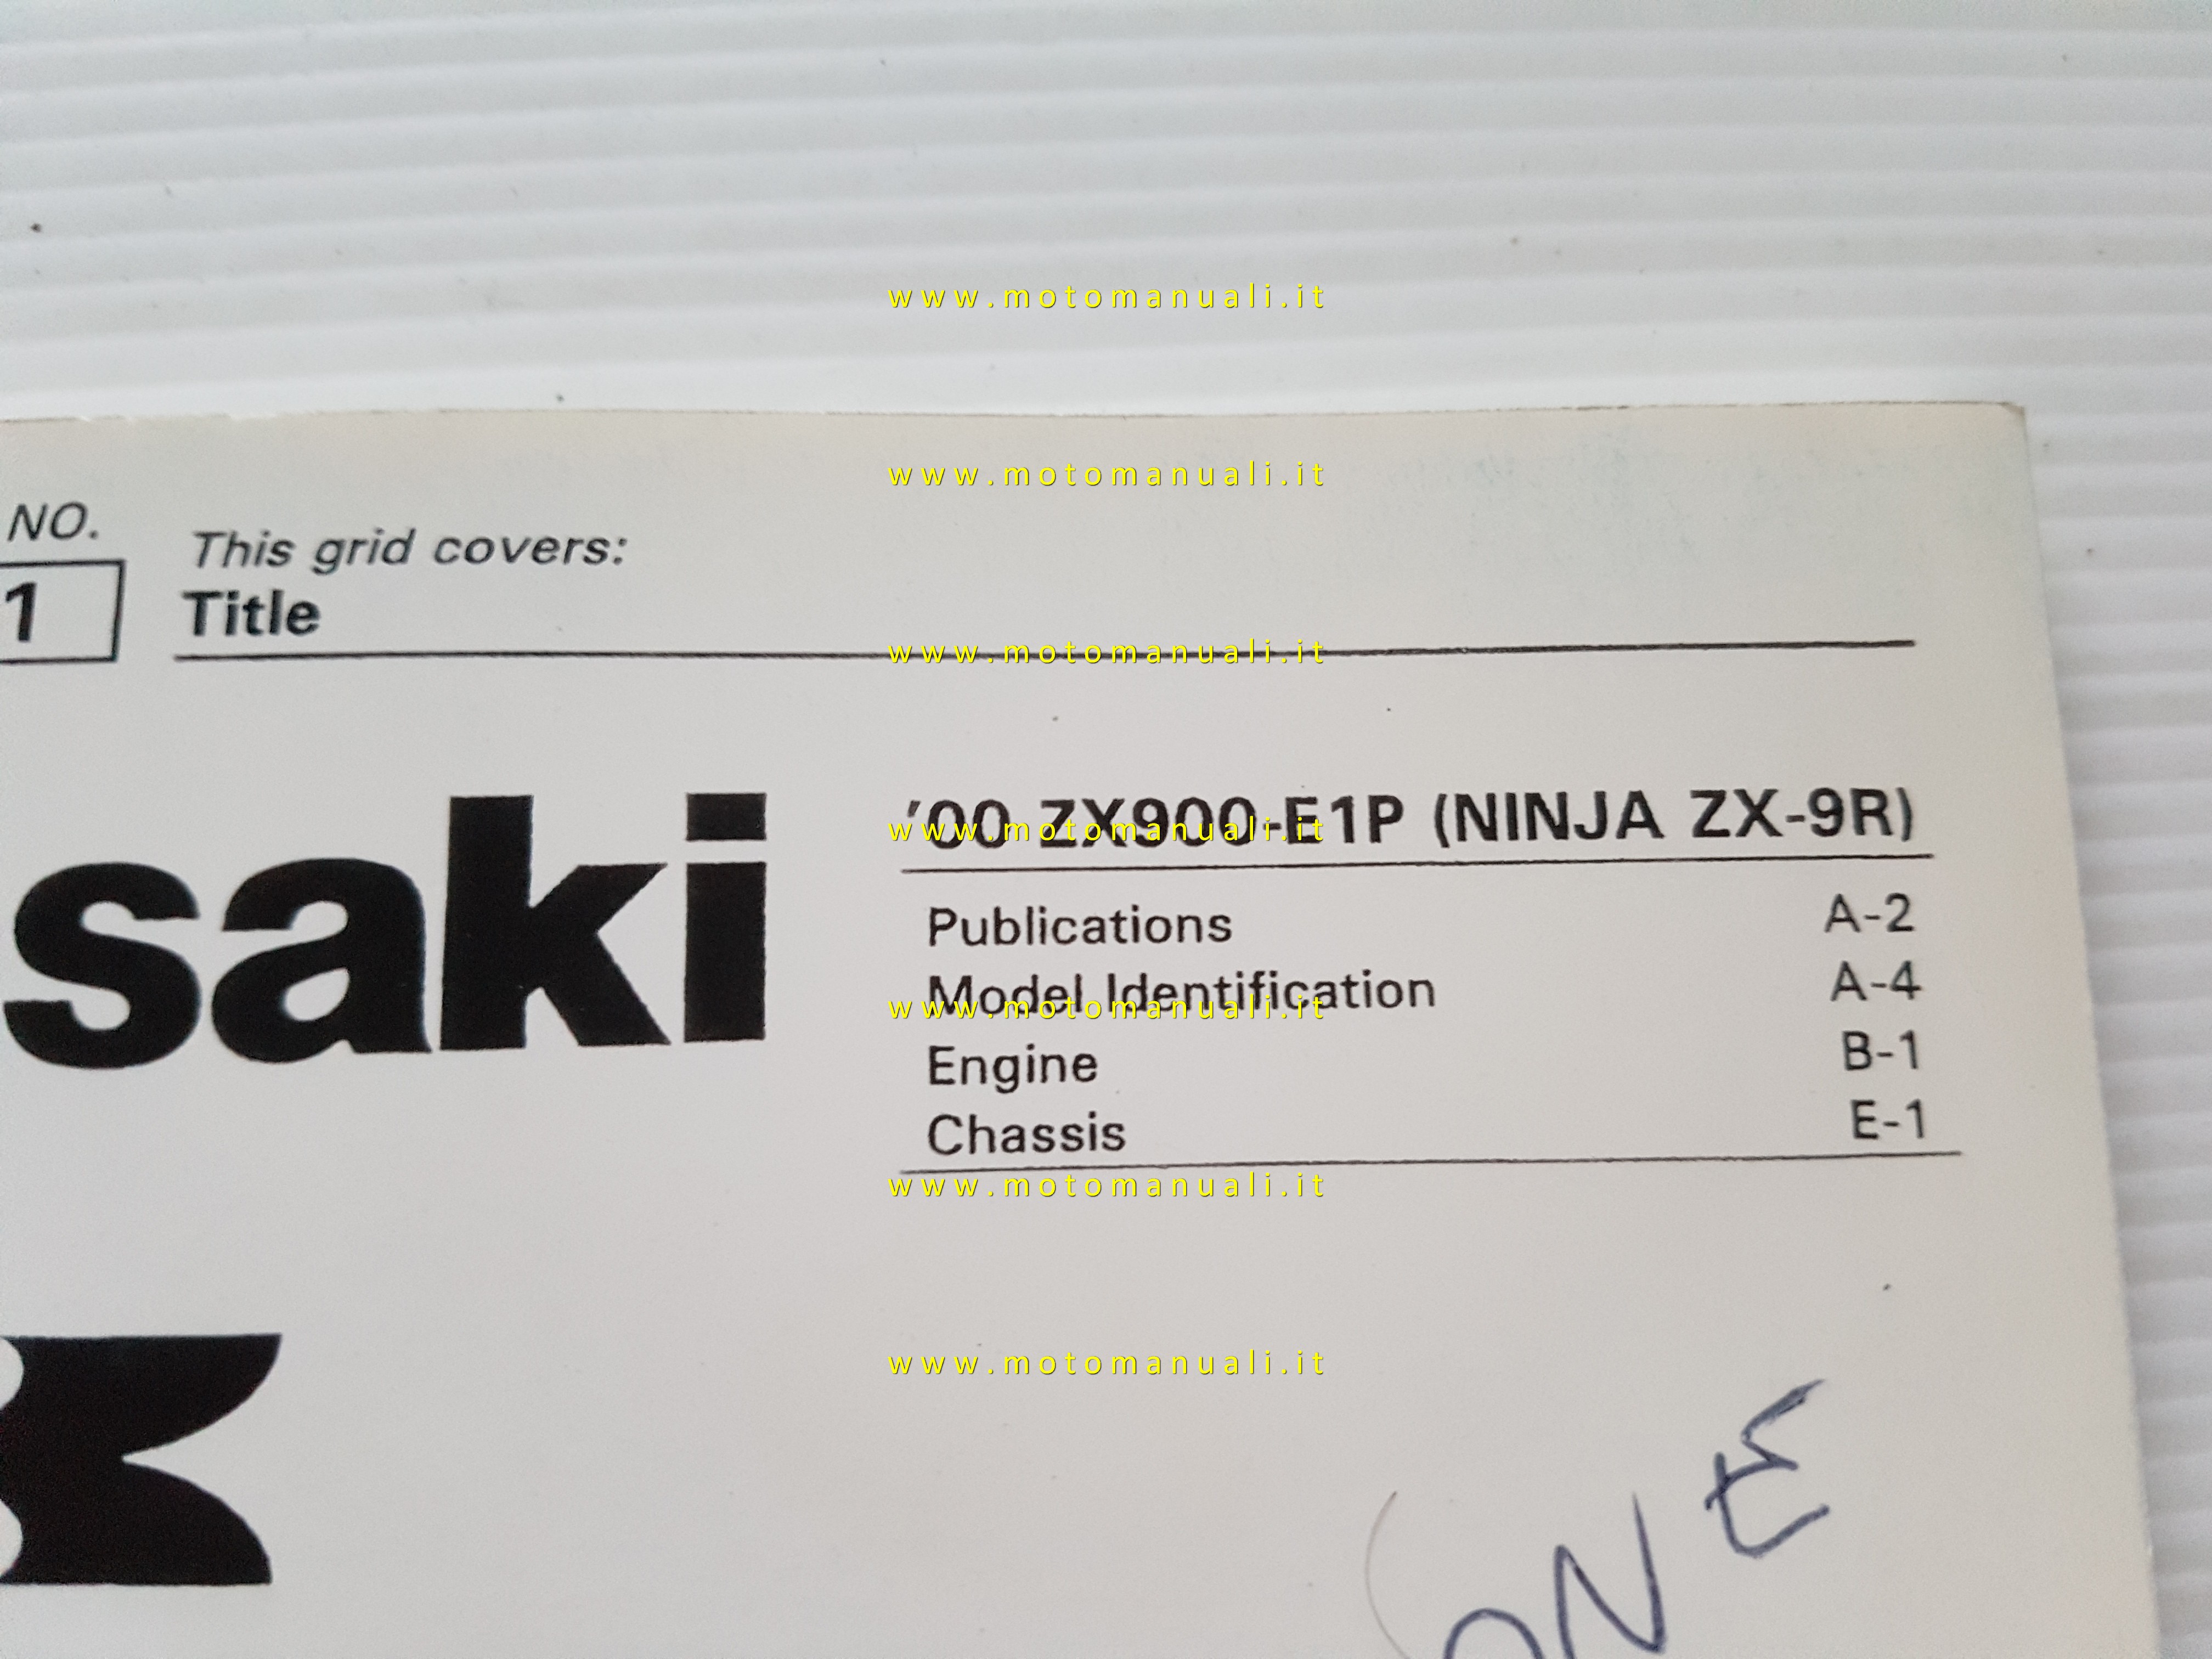 www.motomanuali.it
www.motomanuali.it
NO.
1
This grid covers:
Title
www.motomanuali.it
saki
'00 ZX900-E1P (NINJA ZX-9R)
www.motomanuali.it
Publications A-2
Model Identification A-4
www.motomanuali.it
Engine B-1
Chassis E-1
www.motomanuali.it
www.motomanuali.it
ONE